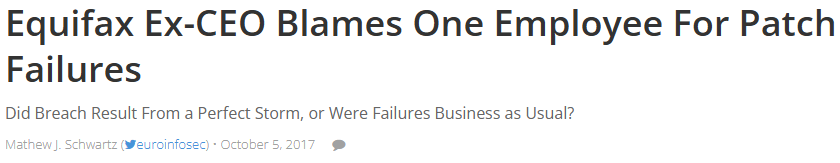 Equifax Ex-CEO Blames One Employee For Patch
Failures
Did Breach Result From a Perfect Storm, or Were Failures Business as Usual?
Mathew J. Schwartz (euroinfosec) • October 5, 2017